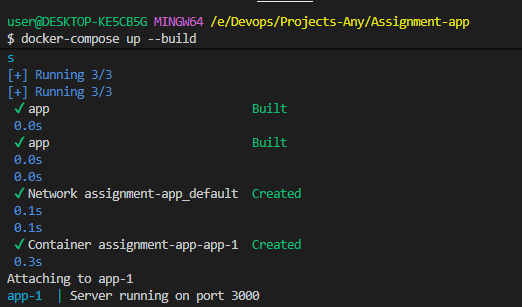 user@DESKTOP-KE5CB5G MINGW64 /e/Devops/Projects-Any/Assignment-app
$ docker-compose up --build
s
[+] Running 3/3
[+] Running 3/3
✓ app Built
0.0s
✓ app Built
0.0s
0.0s
✓ Network assignment-app_default Created
0.1s
0.1s
✓ Container assignment-app-app-1 Created
0.3s
Attaching to app-1
app-1 | Server running on port 3000